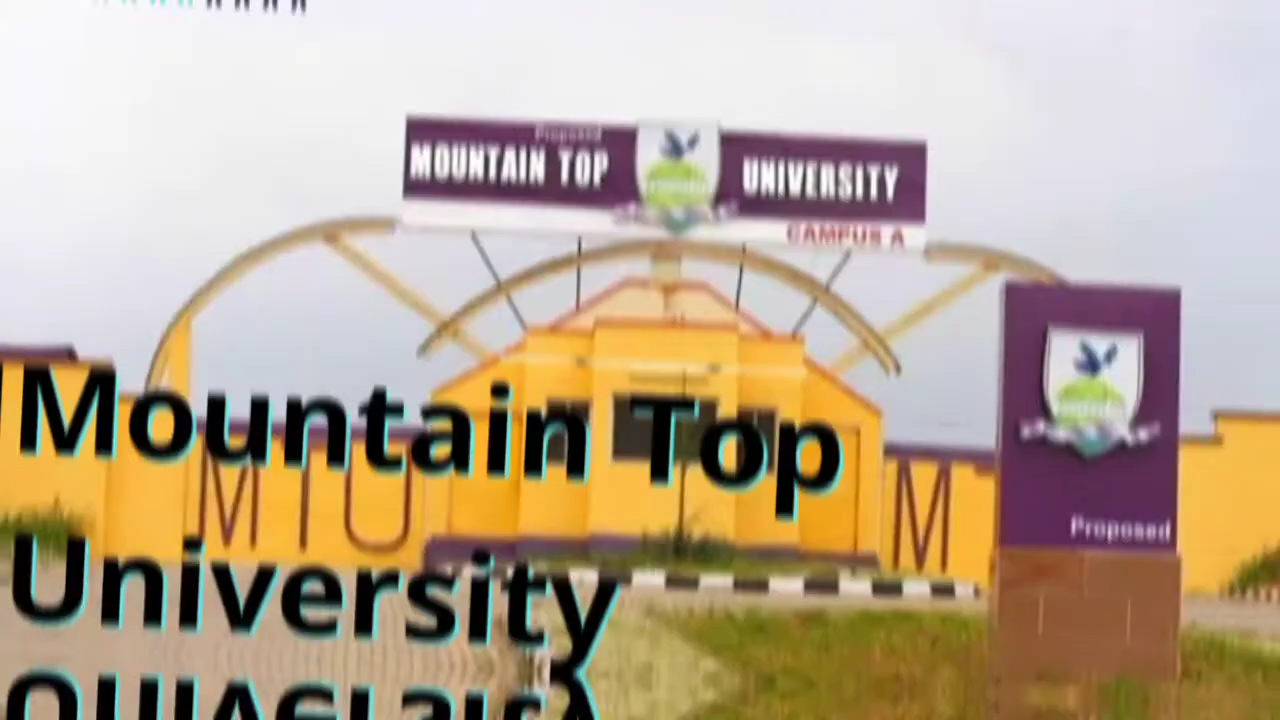 Proposed
MOUNTAIN TOP UNIVERSITY
CAMPUS A
Mountain Top
MTU
M
Proposed
University